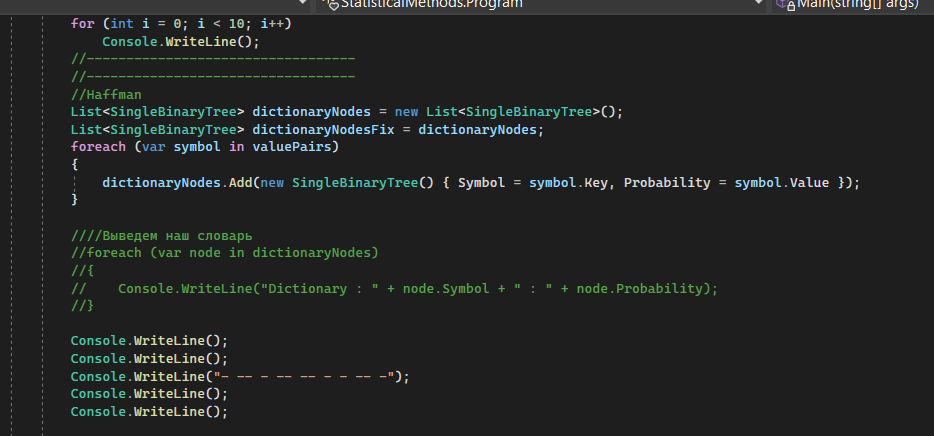 StatisticalMethods.Program Main(string[] args)
for (int i = 0; i < 10; i++)
Console.WriteLine();
//----------------------------------
//----------------------------------
//Haffman
List<SingleBinaryTree> dictionaryNodes = new List<SingleBinaryTree>();
List<SingleBinaryTree> dictionaryNodesFix = dictionaryNodes;
foreach (var symbol in valuePairs)
{
dictionaryNodes.Add(new SingleBinaryTree() { Symbol = symbol.Key, Probability = symbol.Value });
}
////Выведем наш словарь
//foreach (var node in dictionaryNodes)
//{
//    Console.WriteLine("Dictionary : " + node.Symbol + " : " + node.Probability);
//}
Console.WriteLine();
Console.WriteLine();
Console.WriteLine("- -- - -- -- - - -- -");
Console.WriteLine();
Console.WriteLine();